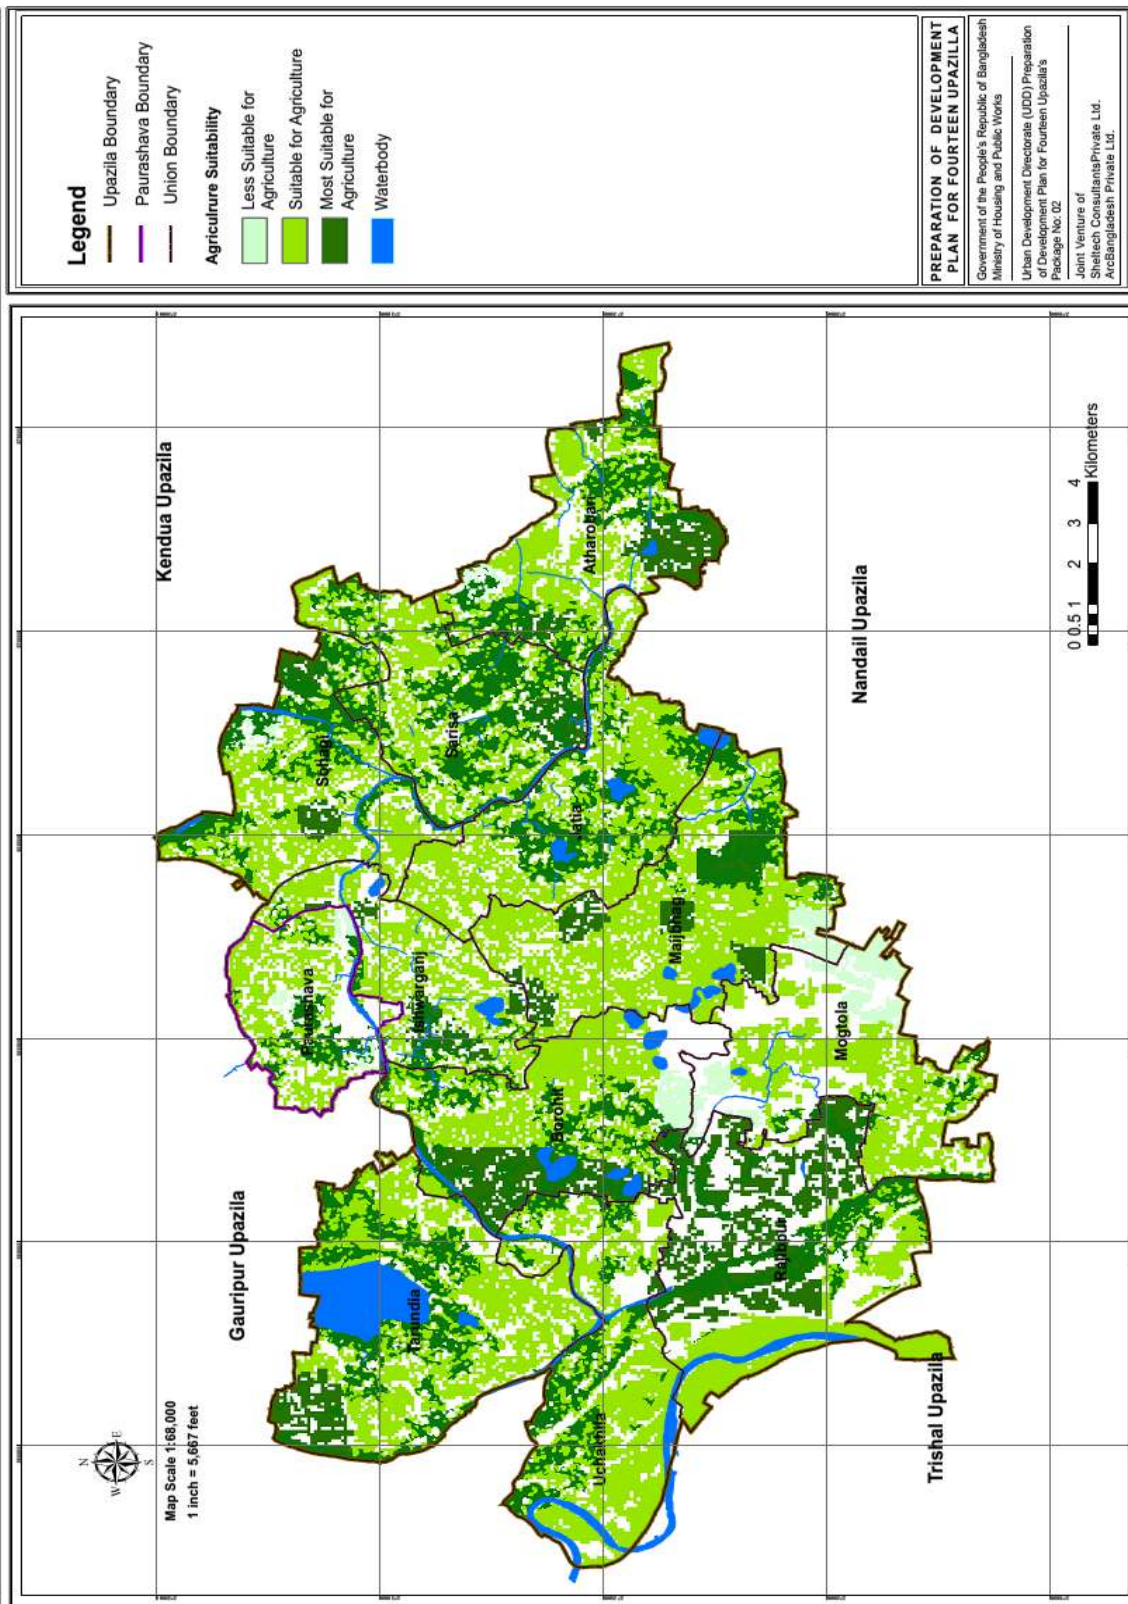 Legend
Upazila Boundary
Paurashava Boundary
Union Boundary
Agriculrure Suitability
Less Suitable for
Agriculture
Suitable for Agriculture
Most Suitable for
Agriculture
Waterbody
PREPARATION OF DEVELOPMENT
PLAN FOR FOURTEEN UPAZILLA
Government of the People's Republic of Bangladesh
Ministry of Housing and Public Works
Urban Development Directorate (UDD) Preparation
of Development Plan for Fourteen Upazila's
Package No: 02
Joint Venture of
Sheltech ConsultantsPrivate Ltd.
ArcBangladesh Private Ltd.
N
W
E
S
Map Scale 1:68,000
1 inch = 5,667 feet
Gauripur Upazila
Kendua Upazila
Nandail Upazila
Trishal Upazila
Paurashava
Sohagi
Sarisa
Atharobari
Jatia
Ishwarganj
Maijbhag
Borohit
Mogtola
Rajibpur
Tarundia
Uchakhila
0 0.5 1 2 3 4
Kilometers